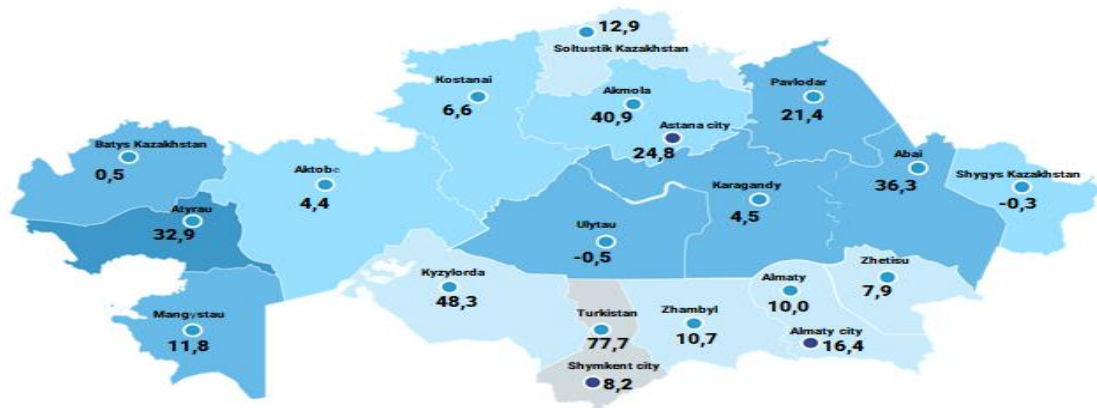 12,9
Soltustik Kazakhstan
Kostanai
6,6
Akmola
40,9
Astana city
24,8
Pavlodar
21,4
Batys Kazakhstan
0,5
Aktobe
4,4
Abai
36,3
Shygys Kazakhstan
-0,3
Atyrau
32,9
Karagandy
4,5
Ulytau
-0,5
Kyzylorda
48,3
Almaty
10,0
Zhetisu
7,9
Mangystau
11,8
Turkistan
77,7
Zhambyl
10,7
Almaty city
16,4
Shymkent city
8,2